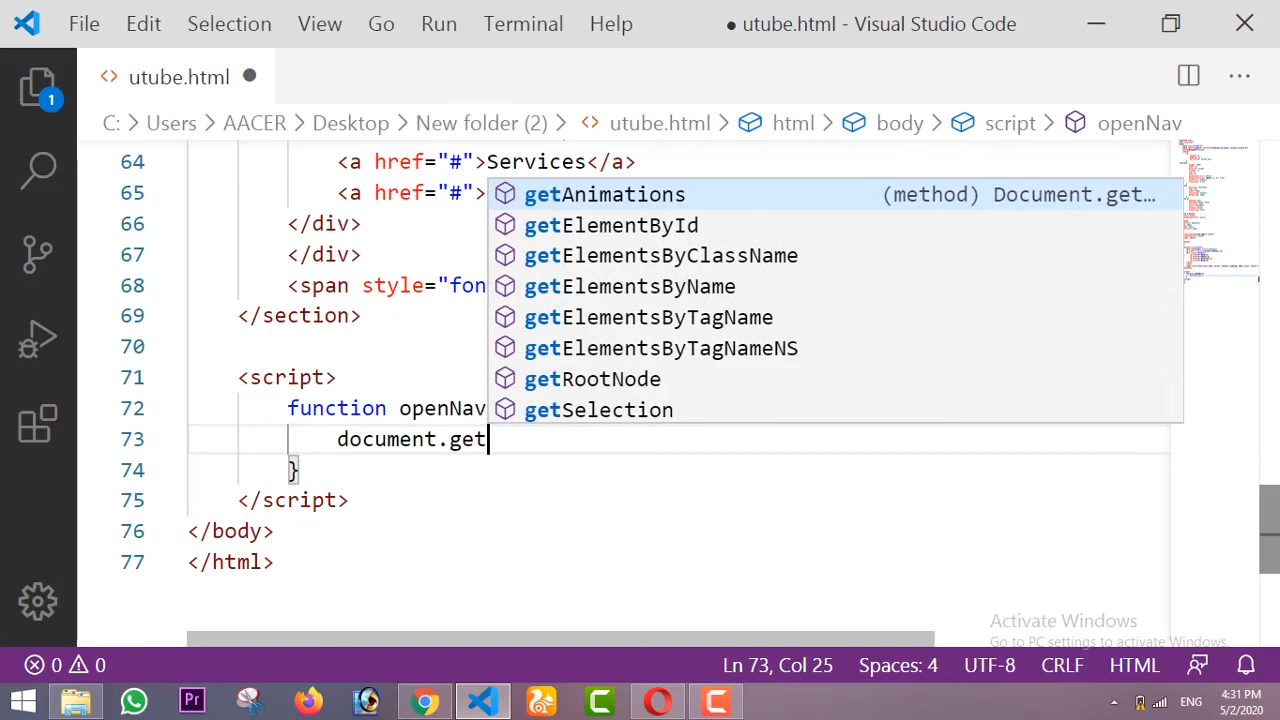 File Edit Selection View Go Run Terminal Help ● utube.html - Visual Studio Code
utube.html
C: > Users > AACER > Desktop > New folder (2) > utube.html > html > body > script > openNav
64 <a href="#">Services</a>
65 <a href="#">
66 </div>
67 </div>
68 <span style="fon
69 </section>
70
71 <script>
72 function openNav
73 document.get
74 }
75 </script>
76 </body>
77 </html>
getAnimations (method) Document.get…
getElementById
getElementsByClassName
getElementsByName
getElementsByTagName
getElementsByTagNameNS
getRootNode
getSelection
1
Activate Windows
Go to PC settings to activate Windows.
0 0 Ln 73, Col 25 Spaces: 4 UTF-8 CRLF HTML
Pr C C ENG 4:31 PM
5/2/2020